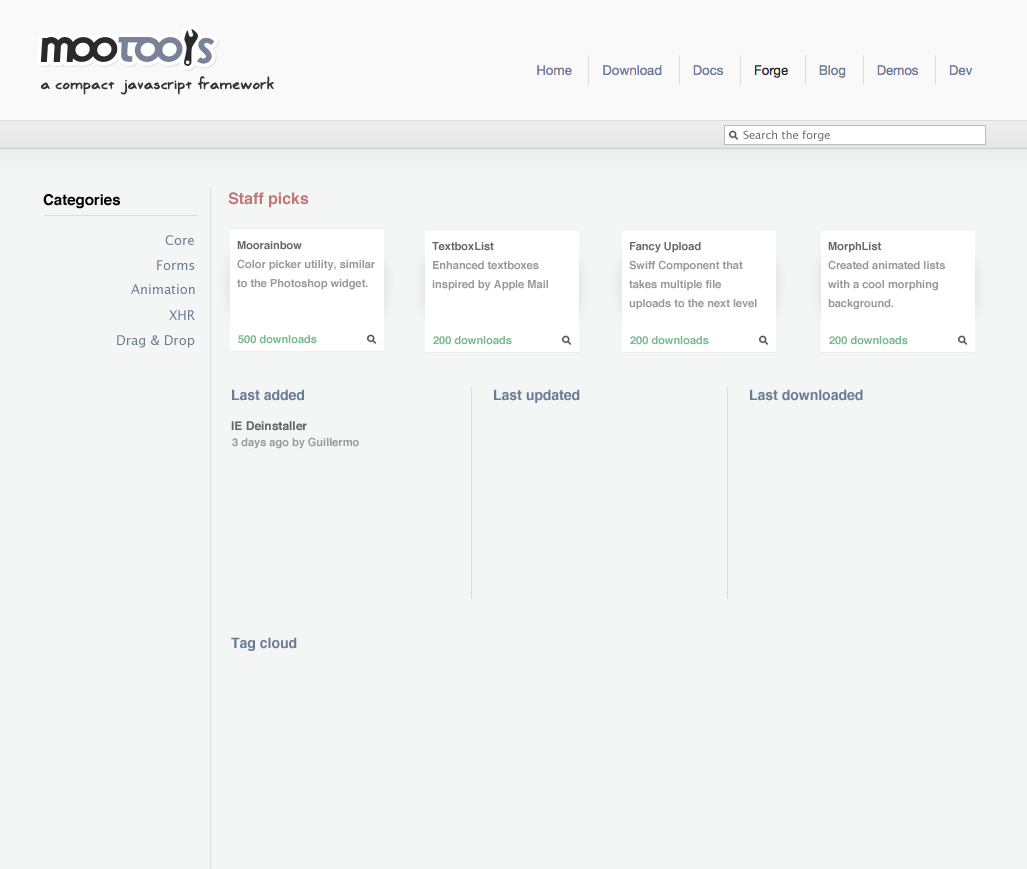 mootools
a compact javascript framework
Home
Download
Docs
Forge
Blog
Demos
Dev
Search the forge
Categories
Core
Forms
Animation
XHR
Drag & Drop
Staff picks
Moorainbow
Color picker utility, similar
to the Photoshop widget.
500 downloads
TextboxList
Enhanced textboxes
inspired by Apple Mail
200 downloads
Fancy Upload
Swiff Component that
takes multiple file
uploads to the next level
200 downloads
MorphList
Created animated lists
with a cool morphing
background.
200 downloads
Last added
IE Deinstaller
3 days ago by Guillermo
Last updated
Last downloaded
Tag cloud